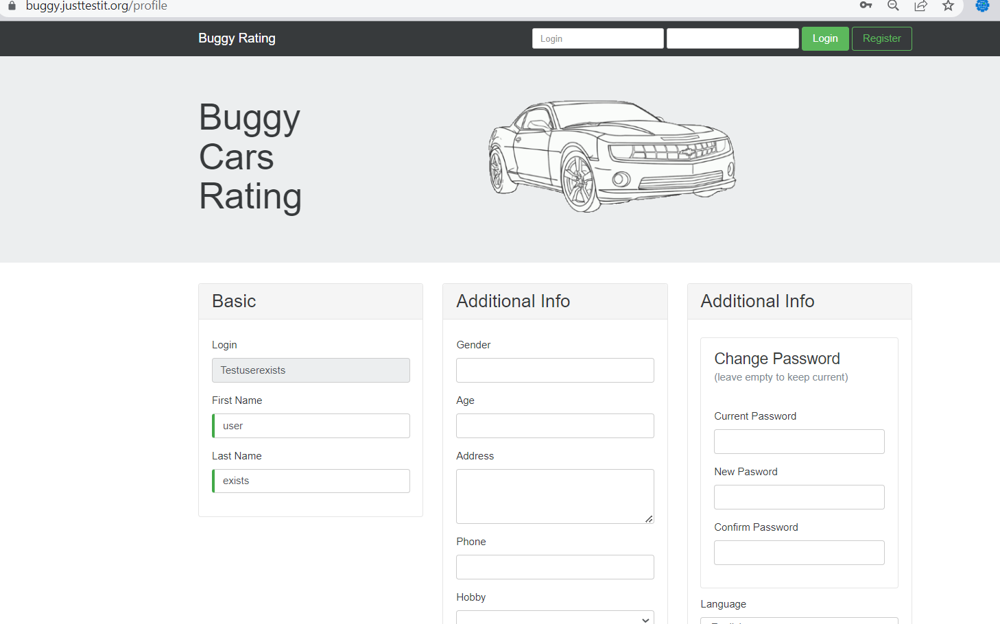 buggy.justtestit.org/profile
Buggy Rating
Login
Login
Register
Buggy
Cars
Rating
Basic
Login
Testuserexists
First Name
user
Last Name
exists
Additional Info
Gender
Age
Address
Phone
Hobby
Additional Info
Change Password
(leave empty to keep current)
Current Password
New Pasword
Confirm Password
Language